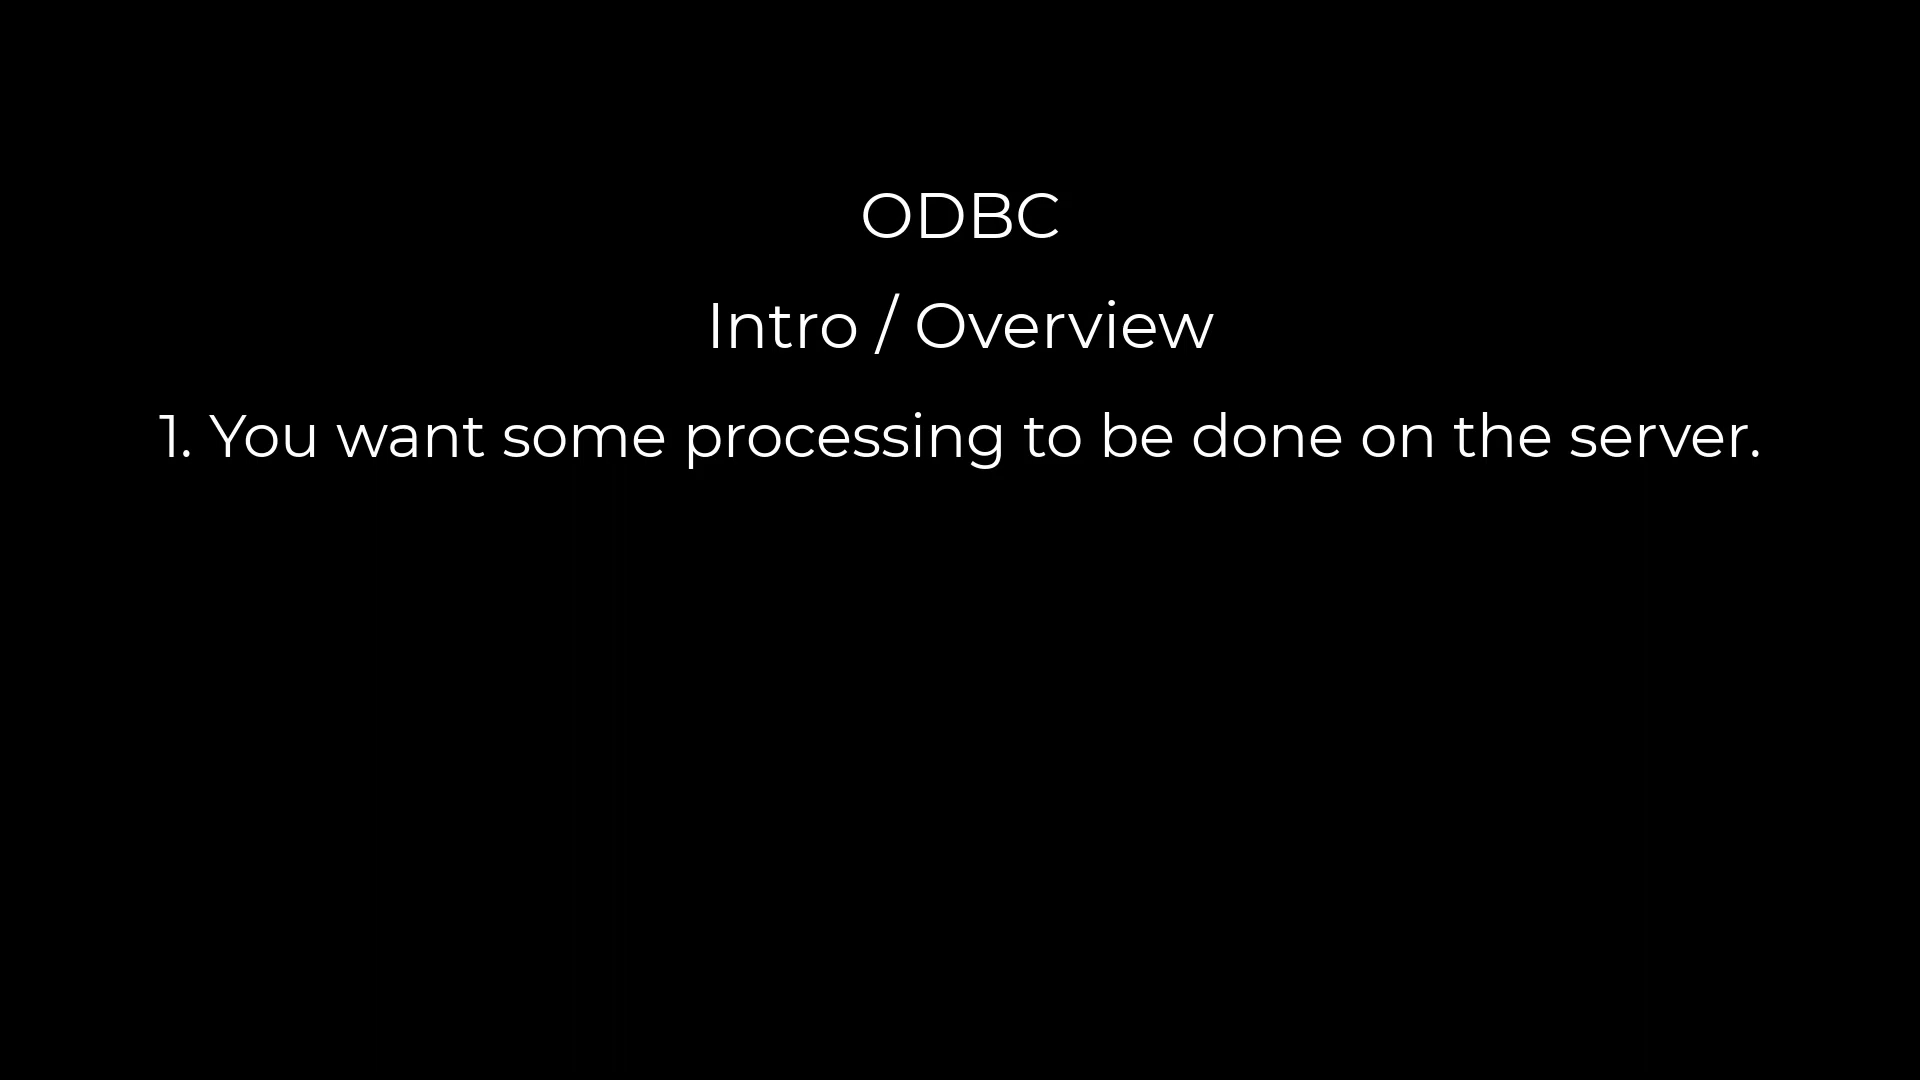 ODBC
Intro / Overview
1. You want some processing to be done on the server.